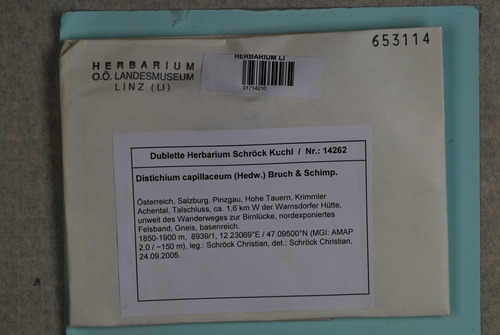 HERBARIUM
O.Ö. LANDESMUSEUM
LINZ (LI)
HERBARIUM LI
01714210
653114
Dublette Herbarium Schröck Kuchl / Nr.: 14262
Distichium capillaceum (Hedw.) Bruch & Schimp.
Österreich, Salzburg, Pinzgau, Hohe Tauern, Krimmler
Achental, Talschluss, ca. 1,6 km W der Warnsdorfer Hütte,
unweit des Wanderweges zur Birnlücke, nordexponiertes
Felsband, Gneis, basenreich.
1850-1900 m, 8939/1, 12.23069°E / 47.09500°N (MGI: AMAP
2.0 / ~150 m), leg.: Schröck Christian, det.: Schröck Christian,
24.09.2005.